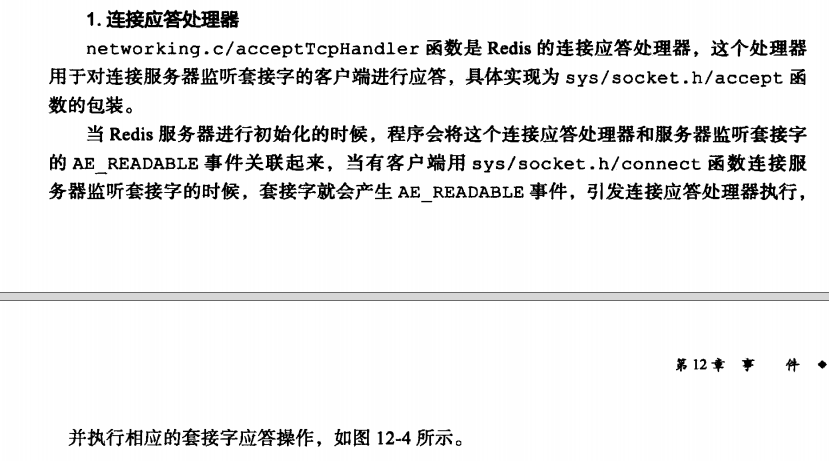 1. 连接应答处理器
networking.c/acceptTcpHandler 函数是 Redis 的连接应答处理器，这个处理器
用于对连接服务器监听套接字的客户端进行应答，具体实现为 sys/socket.h/accept 函
数的包装。
当 Redis 服务器进行初始化的时候，程序会将这个连接应答处理器和服务器监听套接字
的 AE_READABLE 事件关联起来，当有客户端用 sys/socket.h/connect 函数连接服
务器监听套接字的时候，套接字就会产生 AE_READABLE 事件，引发连接应答处理器执行，
第 12 章 事 件 ◆
并执行相应的套接字应答操作，如图 12-4 所示。